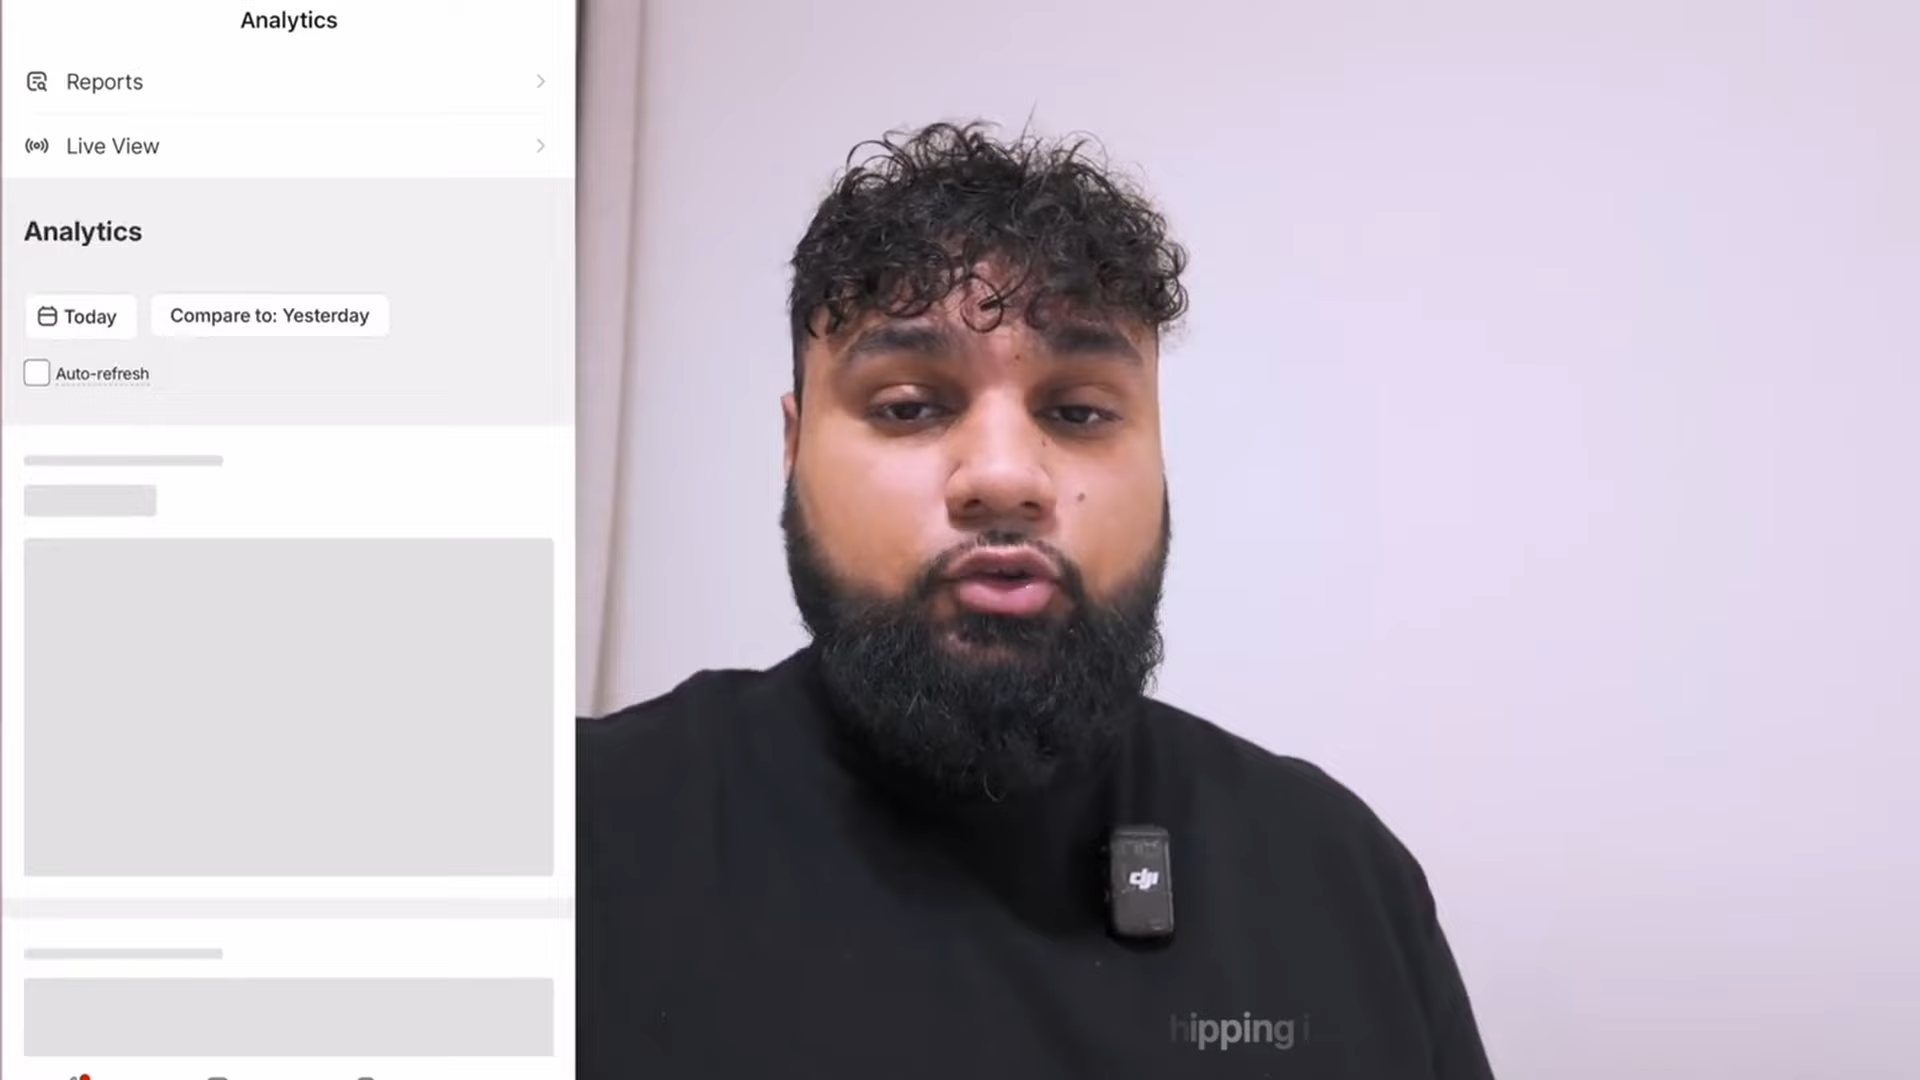 Analytics
Reports
Live View
Analytics
Today
Compare to: Yesterday
Auto-refresh
dji
hipping i